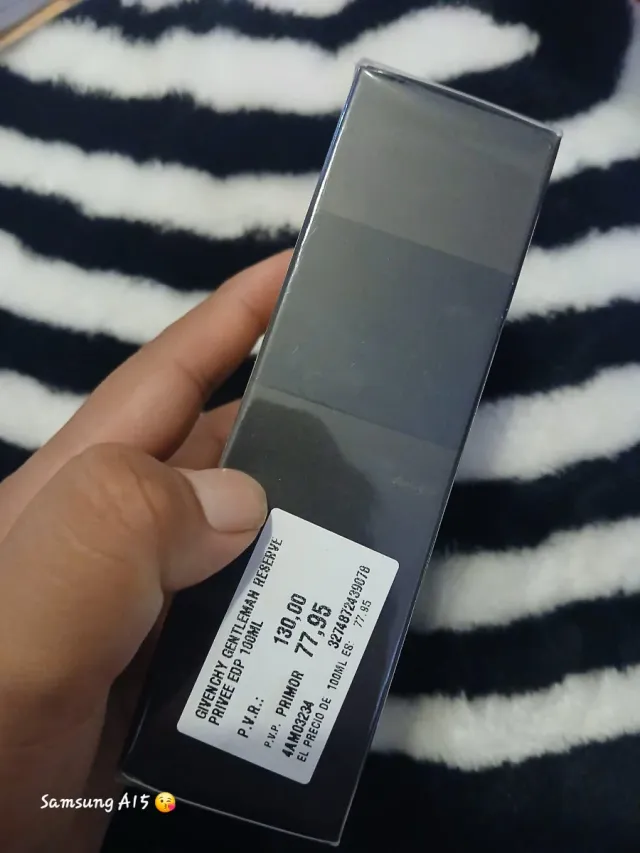 GIVENCHY GENTLEMAN RESERVE
PRIVEE EDP 100ML
P.V.R.: 130,00
P.V.P. PRIMOR 77,95
4AM03234 3274872439078
EL PRECIO DE 100ML ES: 77.95
Samsung A15 😘